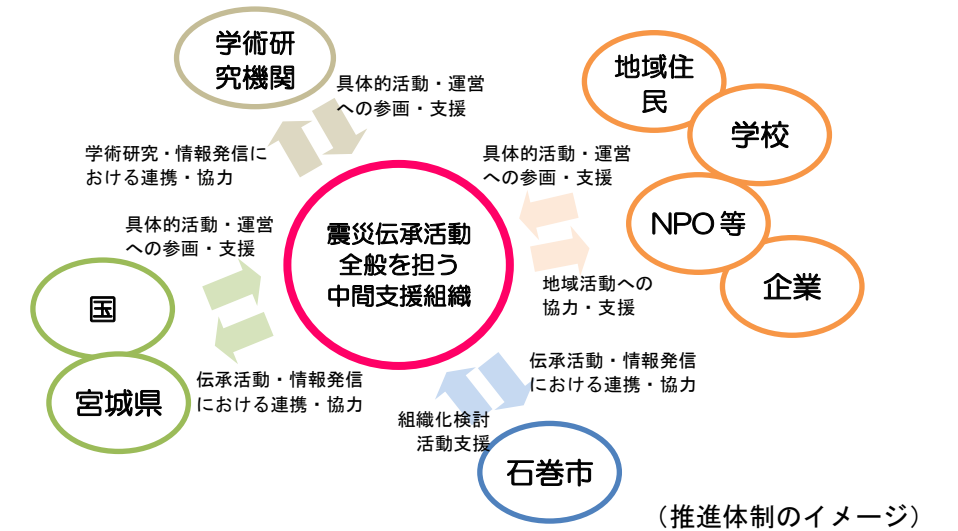 学術研
究機関
具体的活動・運営
への参画・支援
学術研究・情報発信に
おける連携・協力
地域住
民
学校
NPO 等
企業
具体的活動・運営
への参画・支援
地域活動への
協力・支援
震災伝承活動
全般を担う
中間支援組織
具体的活動・運営
への参画・支援
国
宮城県
伝承活動・情報発信
における連携・協力
伝承活動・情報発信
における連携・協力
組織化検討
活動支援
石巻市
（推進体制のイメージ）